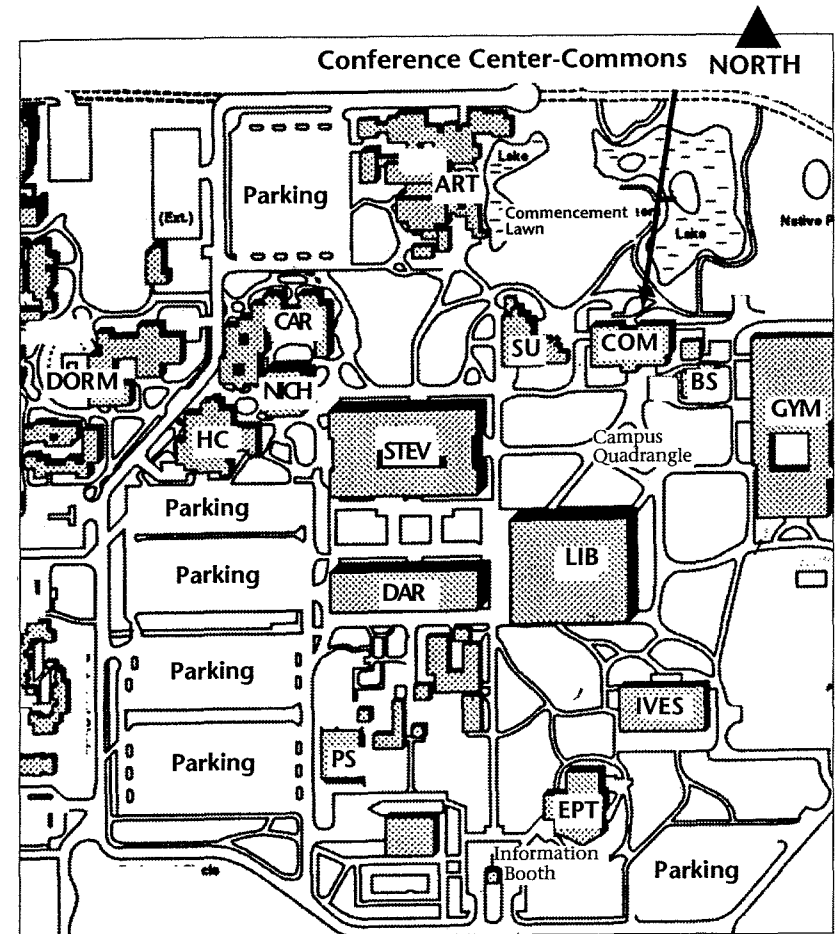 Conference Center-Commons
NORTH
Lake
Parking
ART
(Ext.)
Commencement
Lawn
Lake
Native P
CAR
SU
COM
DORM
NICH
BS
GYM
HC
STEV
Campus
Quadrangle
Parking
LIB
Parking
DAR
Parking
IVES
PS
Parking
EPT
Information
Booth
Parking